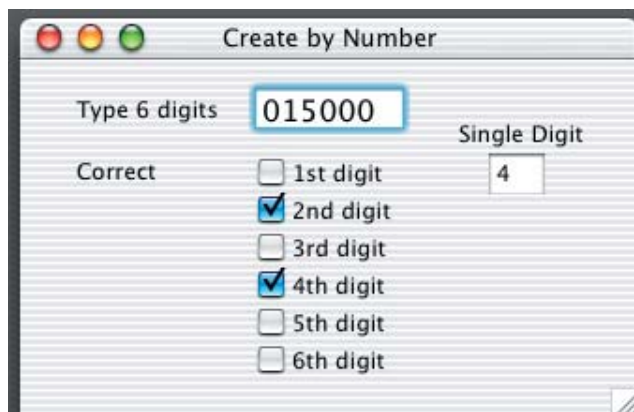 Create by Number
Type 6 digits 015000
Single Digit
Correct 1st digit 4
2nd digit
3rd digit
4th digit
5th digit
6th digit